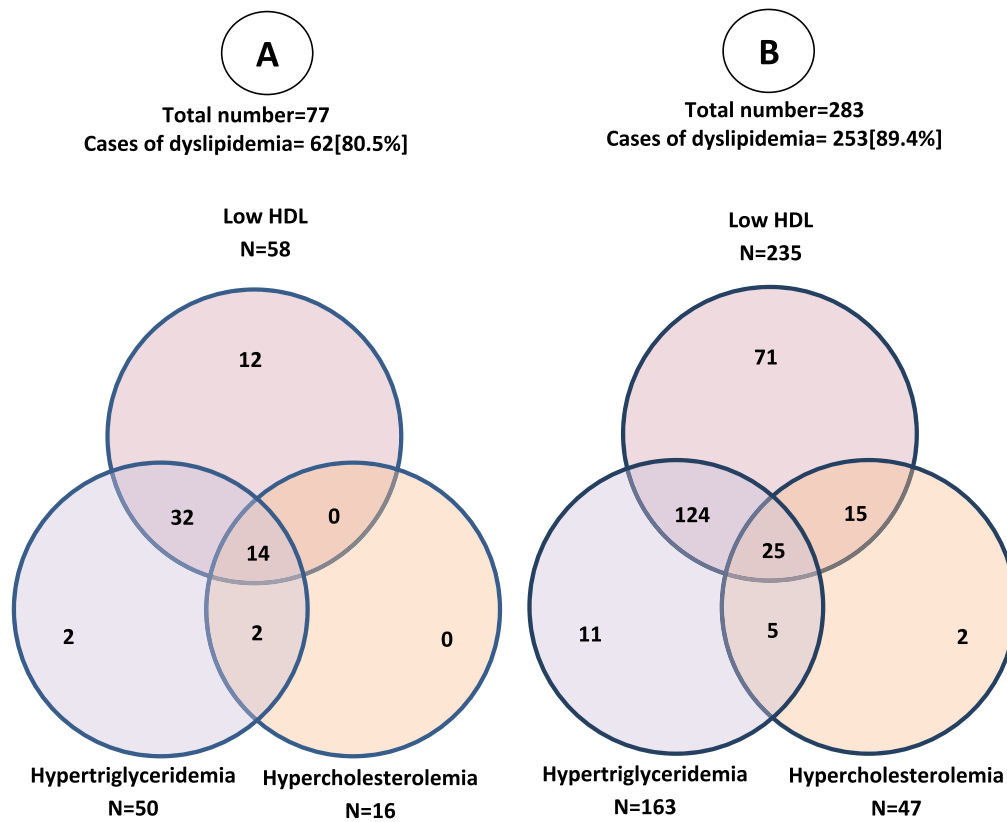 A
Total number=77
Cases of dyslipidemia= 62[80.5%]
Low HDL
N=58
12
32
0
14
2
2
0
Hypertriglyceridemia
N=50
Hypercholesterolemia
N=16
B
Total number=283
Cases of dyslipidemia= 253[89.4%]
Low HDL
N=235
71
124
15
25
11
5
2
Hypertriglyceridemia
N=163
Hypercholesterolemia
N=47